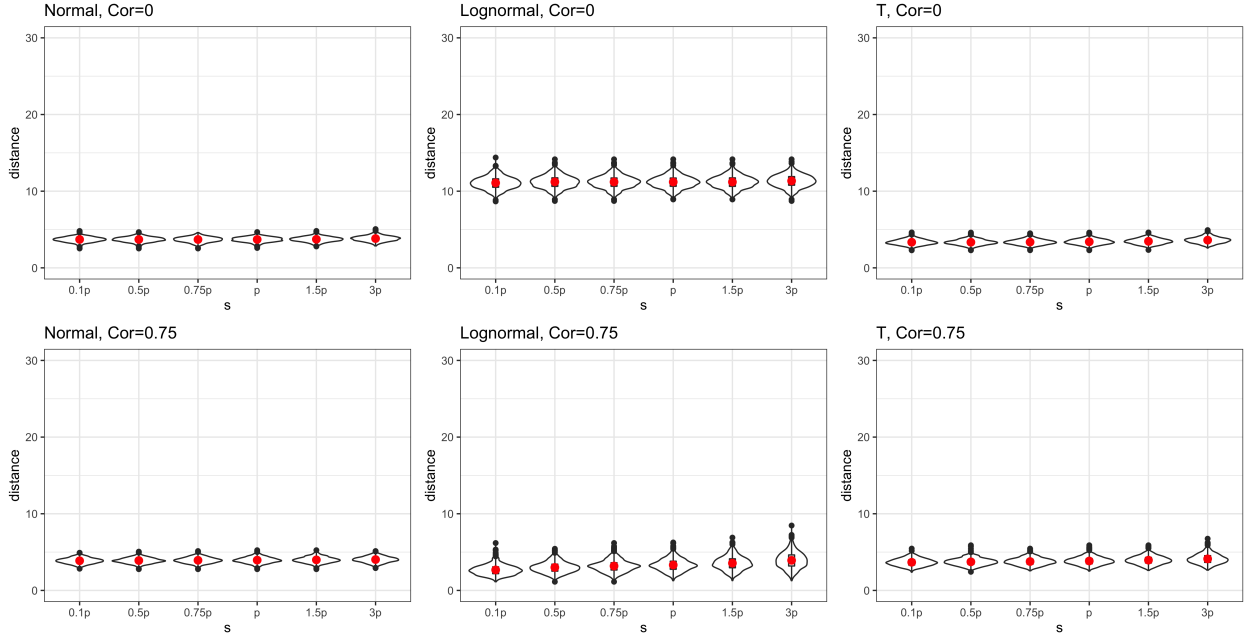 Normal, Cor=0
30
20
10
0
distance
0.1p 0.5p 0.75p p 1.5p 3p
s
Lognormal, Cor=0
30
20
10
0
distance
0.1p 0.5p 0.75p p 1.5p 3p
s
T, Cor=0
30
20
10
0
distance
0.1p 0.5p 0.75p p 1.5p 3p
s
Normal, Cor=0.75
30
20
10
0
distance
0.1p 0.5p 0.75p p 1.5p 3p
s
Lognormal, Cor=0.75
30
20
10
0
distance
0.1p 0.5p 0.75p p 1.5p 3p
s
T, Cor=0.75
30
20
10
0
distance
0.1p 0.5p 0.75p p 1.5p 3p
s